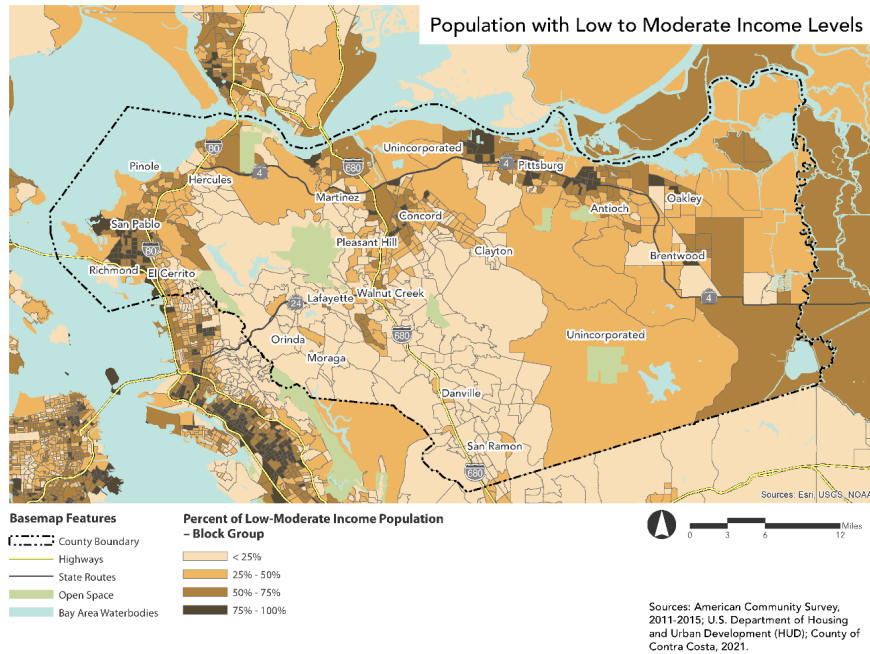 Population with Low to Moderate Income Levels
80
Unincorporated
Pinole
4
680
4
Pittsburg
Hercules
Martinez
Oakley
Concord
Antioch
San Pablo
Pleasant Hill
80
Clayton
Brentwood
Richmond
El Cerrito
24
Lafayette
Walnut Creek
4
680
Unincorporated
Orinda
Moraga
Danville
San Ramon
680
Sources: Esri, USGS, NOAA
Basemap Features
County Boundary
Highways
State Routes
Open Space
Bay Area Waterbodies
Percent of Low-Moderate Income Population
– Block Group
< 25%
25% - 50%
50% - 75%
75% - 100%
0 3 6 12 Miles
Sources: American Community Survey,
2011-2015; U.S. Department of Housing
and Urban Development (HUD); County of
Contra Costa, 2021.